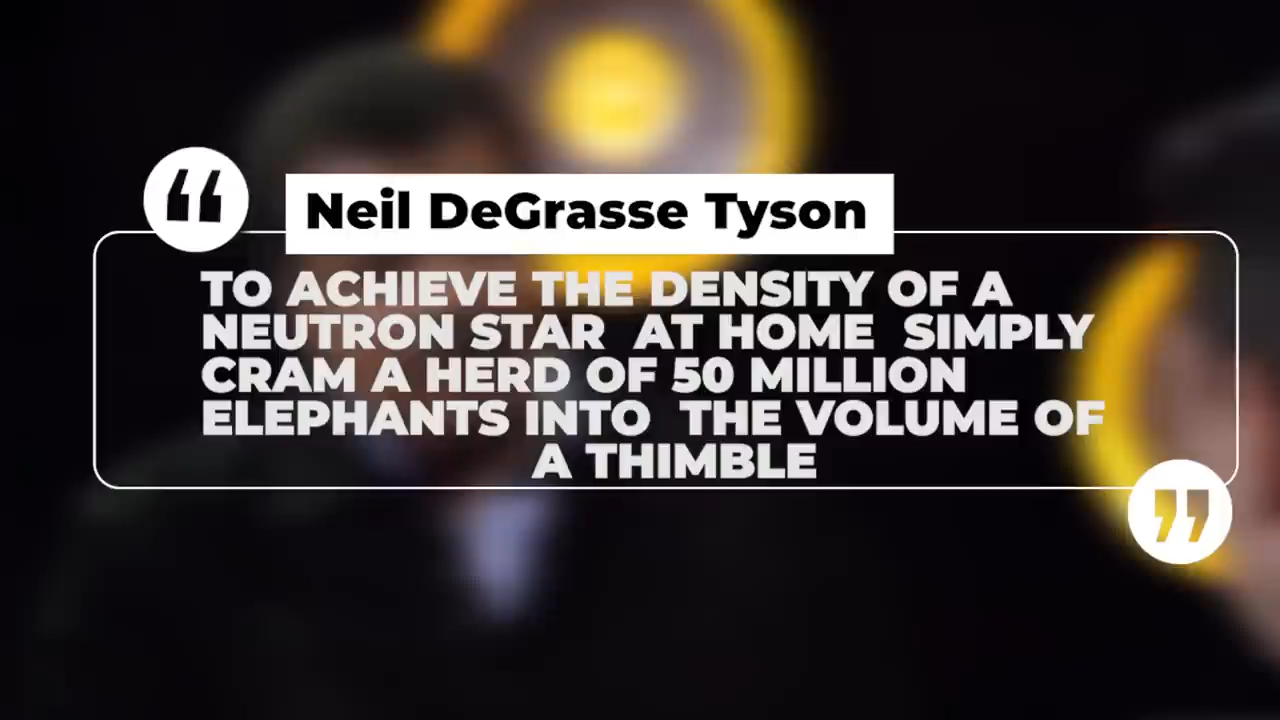 “
Neil DeGrasse Tyson
TO ACHIEVE THE DENSITY OF A
NEUTRON STAR AT HOME SIMPLY
CRAM A HERD OF 50 MILLION
ELEPHANTS INTO THE VOLUME OF
A THIMBLE
”